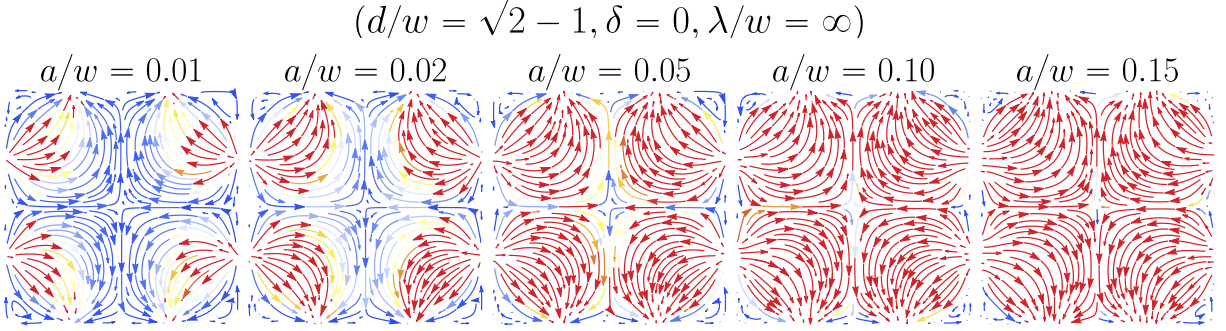 (d/w = √2 − 1, δ = 0, λ/w = ∞)
a/w = 0.01 a/w = 0.02 a/w = 0.05 a/w = 0.10 a/w = 0.15